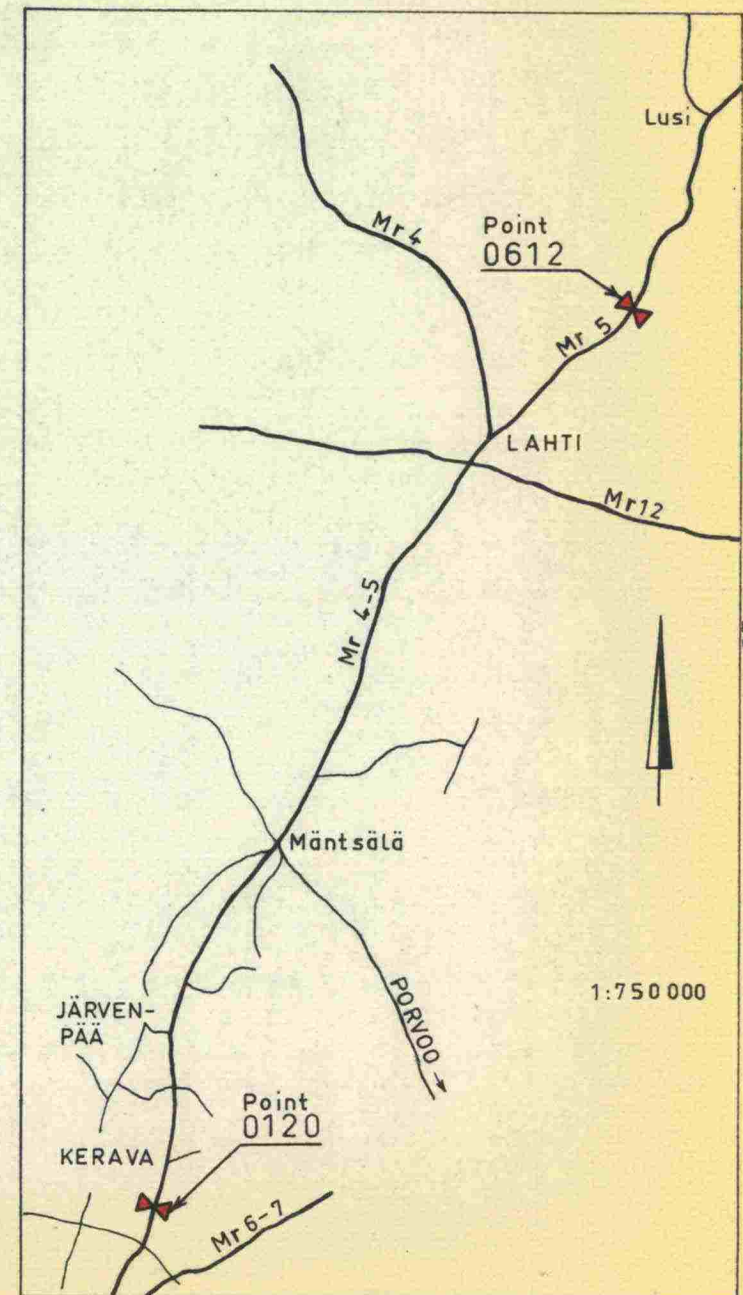 Lusi
Mr 4
Point
0612
Mr 5
LAHTI
Mr12
Mr 4-5
Mäntsälä
PORVOO →
1:750 000
JÄRVEN-
PÄÄ
Point
0120
KERAVA
Mr 6-7